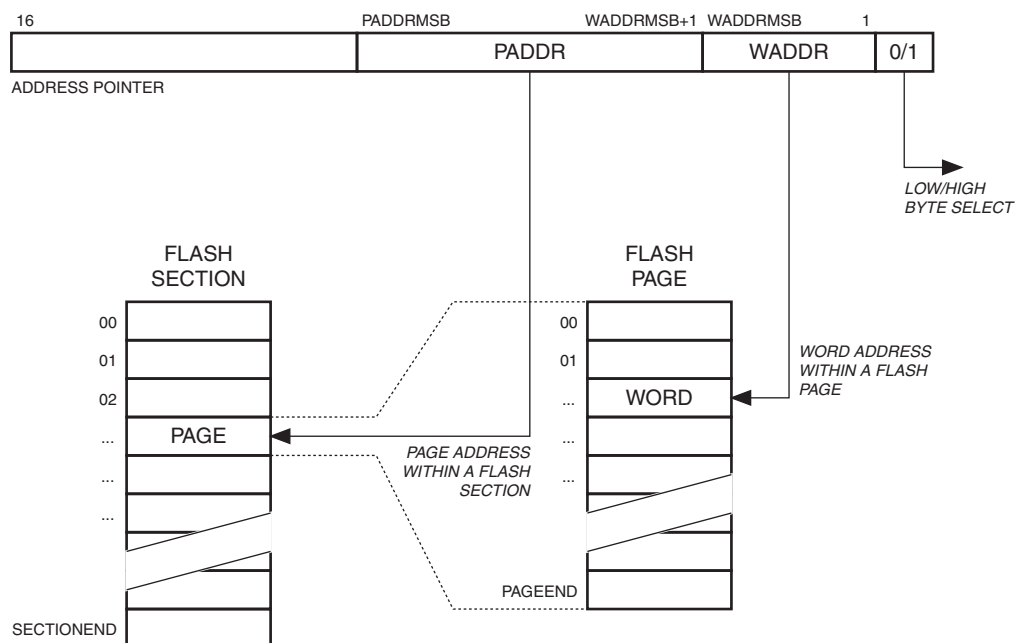 16 PADDRMSB WADDRMSB+1 WADDRMSB 1
PADDR WADDR 0/1
ADDRESS POINTER
LOW/HIGH
BYTE SELECT
FLASH
SECTION
FLASH
PAGE
00
01
02
...
PAGE
...
...
SECTIONEND
00
01
...
WORD
...
...
PAGEEND
WORD ADDRESS
WITHIN A FLASH
PAGE
PAGE ADDRESS
WITHIN A FLASH
SECTION